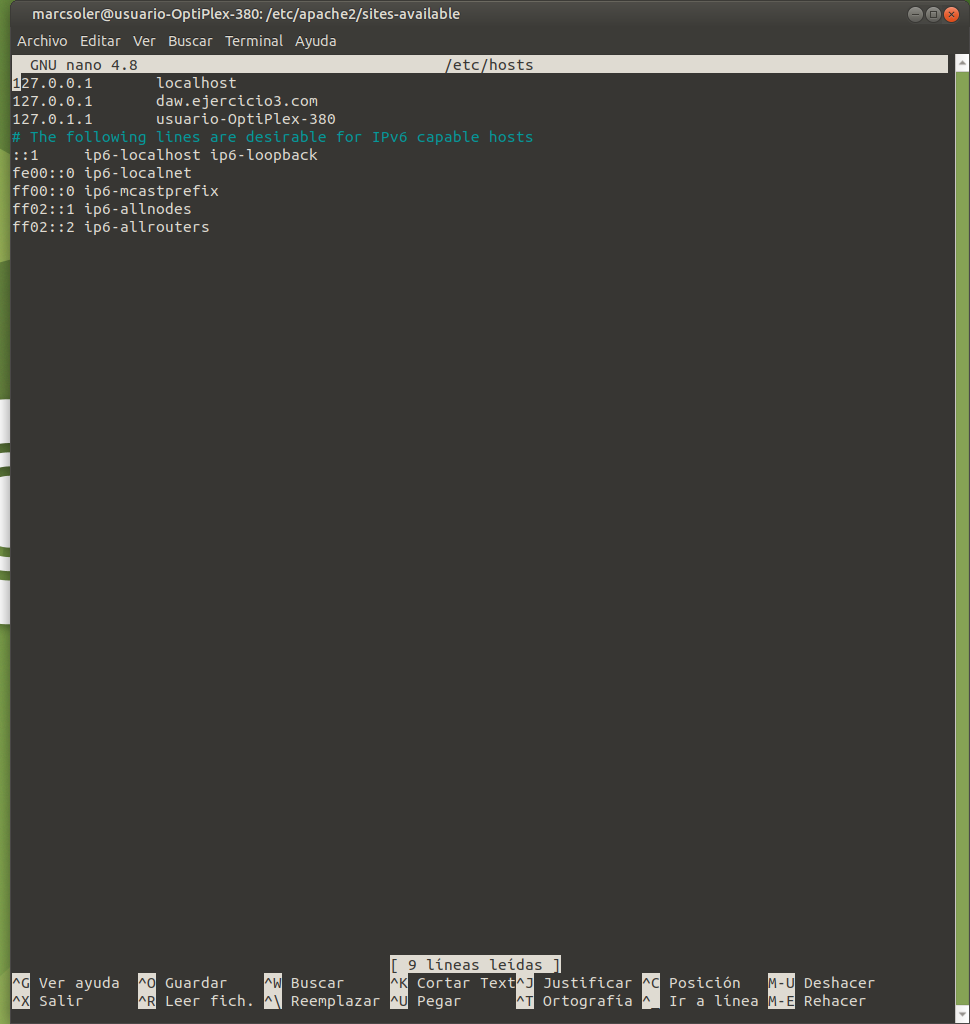 marcsoler@usuario-OptiPlex-380: /etc/apache2/sites-available
Archivo Editar Ver Buscar Terminal Ayuda
GNU nano 4.8 /etc/hosts
127.0.0.1 localhost
127.0.0.1 daw.ejercicio3.com
127.0.1.1 usuario-OptiPlex-380
# The following lines are desirable for IPv6 capable hosts
::1 ip6-localhost ip6-loopback
fe00::0 ip6-localnet
ff00::0 ip6-mcastprefix
ff02::1 ip6-allnodes
ff02::2 ip6-allrouters
[ 9 líneas leídas ]
^G Ver ayuda ^O Guardar ^W Buscar ^K Cortar Text^J Justificar ^C Posición M-U Deshacer
^X Salir ^R Leer fich. ^\ Reemplazar ^U Pegar ^T Ortografía ^_ Ir a línea M-E Rehacer